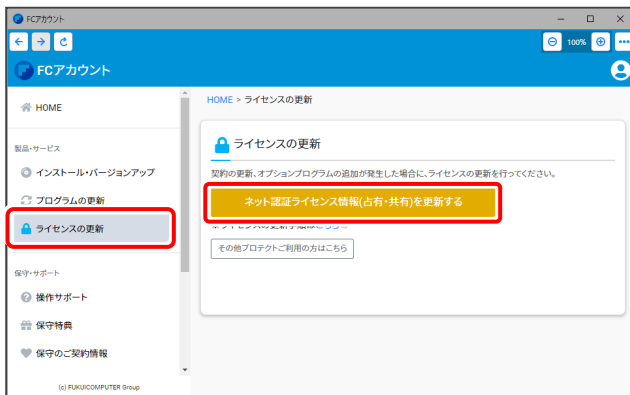 FCアカウント
100%
FCアカウント
HOME
製品・サービス
インストール・バージョンアップ
プログラムの更新
ライセンスの更新
保守・サポート
操作サポート
保守特典
保守のご契約情報
(c) FUKUICOMPUTER Group
HOME > ライセンスの更新
ライセンスの更新
契約の更新、オプションプログラムの追加が発生した場合に、ライセンスの更新を行ってください。
ネット認証ライセンス情報(占有・共有)を更新する
その他プロテクトご利用の方はこちら